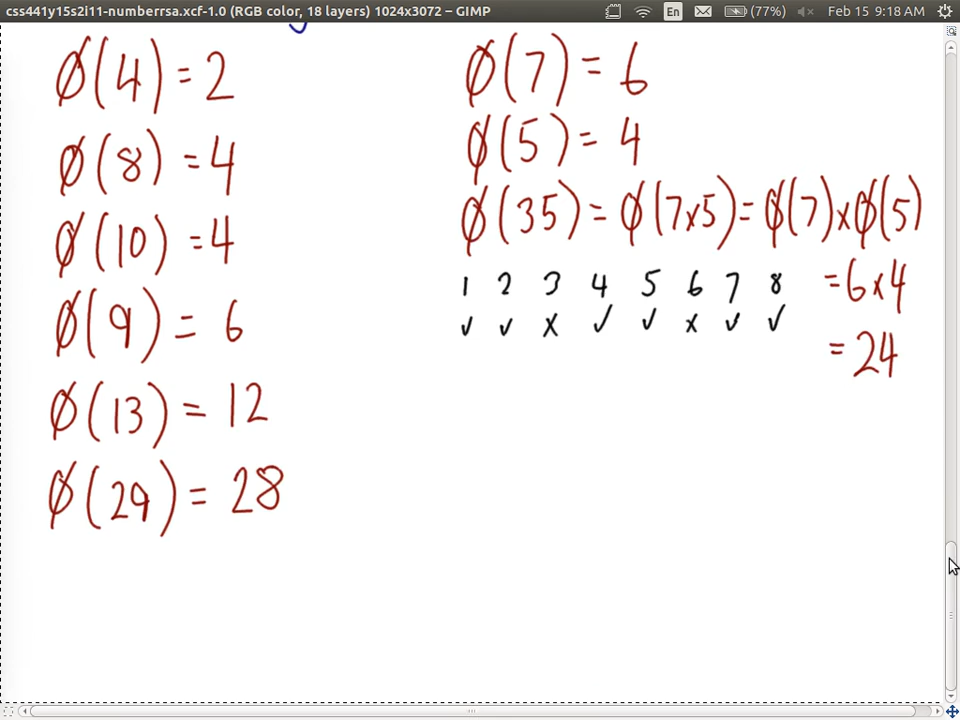 css441y15s2i11-numberrsa.xcf-1.0 (RGB color, 18 layers) 1024x3072 – GIMP
En
(77%)
Feb 15 9:18 AM
ϕ(4) = 2
ϕ(8) = 4
ϕ(10) = 4
ϕ(9) = 6
ϕ(13) = 12
ϕ(29) = 28
ϕ(7) = 6
ϕ(5) = 4
ϕ(35) = ϕ(7x5) = ϕ(7)xϕ(5)
= 6x4
= 24
1 2 3 4 5 6 7 8
✓ ✓ x ✓ ✓ x ✓ ✓